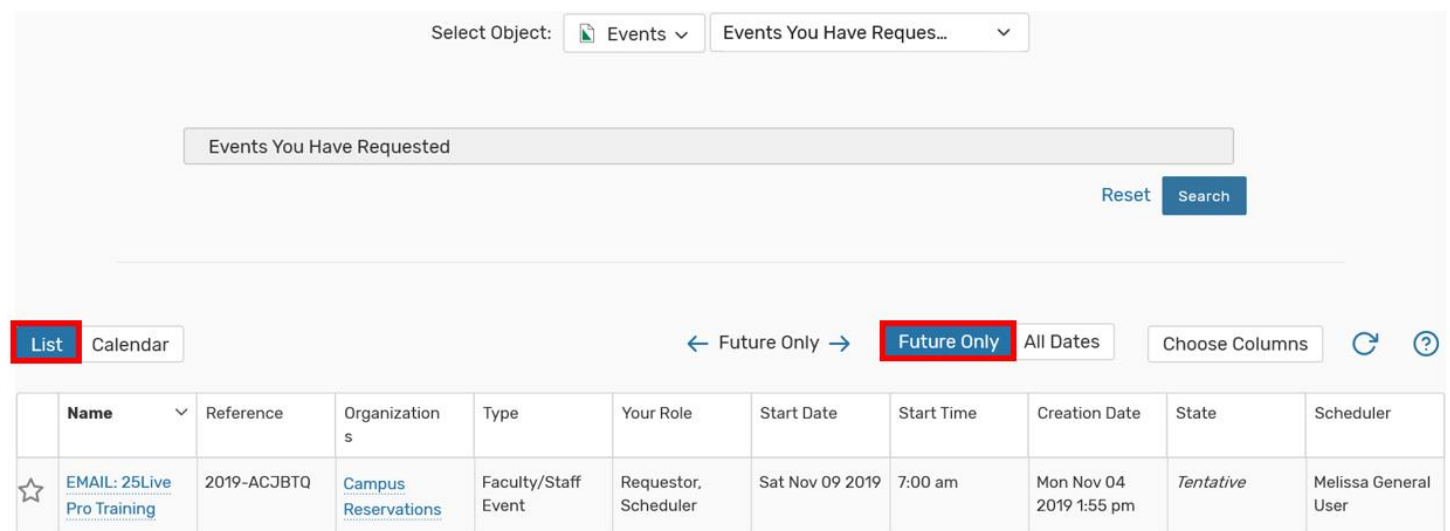 Select Object: Events Events You Have Reques...
Events You Have Requested
Reset Search
List Calendar Future Only Future Only All Dates Choose Columns ?
Name Reference Organization Type Your Role Start Date Start Time Creation Date State Scheduler
s
EMAIL: 25Live 2019-ACJBTQ Campus Faculty/Staff Requestor, Sat Nov 09 2019 7:00 am Mon Nov 04 Tentative Melissa General
Pro Training Reservations Event Scheduler 2019 1:55 pm User